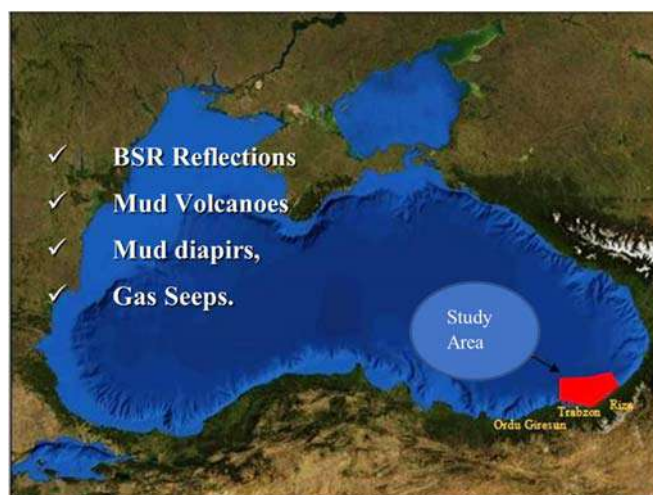 ✓ BSR Reflections
✓ Mud Volcanoes
✓ Mud diapirs,
✓ Gas Seeps.
Study
Area
Rize
Trabzon
Ordu Giresun